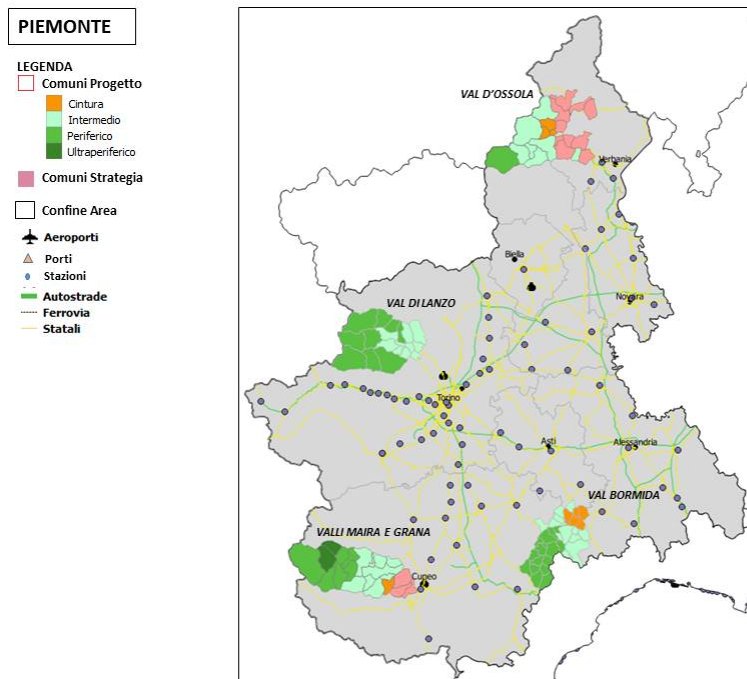 PIEMONTE
LEGENDA
Comuni Progetto
Cintura
Intermedio
Periferico
Ultraperiferico
Comuni Strategia
Confine Area
Aeroporti
Porti
Stazioni
Autostrade
Ferrovia
Statali
VAL D'OSSOLA
Verbania
Biella
Novara
VAL DI LANZO
Torino
Asti
Alessandria
VAL BORMIDA
VALLI MAIRA E GRANA
Cuneo